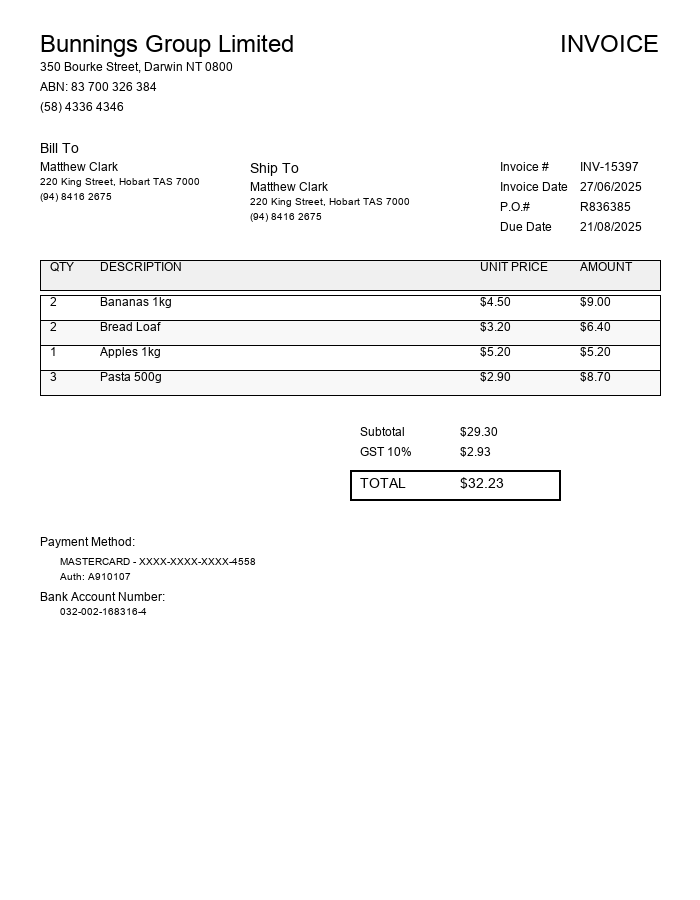 Bunnings Group Limited
INVOICE
350 Bourke Street, Darwin NT 0800
ABN: 83 700 326 384
(58) 4336 4346
Bill To
Matthew Clark
220 King Street, Hobart TAS 7000
(94) 8416 2675
Ship To
Matthew Clark
220 King Street, Hobart TAS 7000
(94) 8416 2675
Invoice # INV-15397
Invoice Date 27/06/2025
P.O.# R836385
Due Date 21/08/2025
QTY DESCRIPTION UNIT PRICE AMOUNT
2 Bananas 1kg $4.50 $9.00
2 Bread Loaf $3.20 $6.40
1 Apples 1kg $5.20 $5.20
3 Pasta 500g $2.90 $8.70
Subtotal $29.30
GST 10% $2.93
TOTAL $32.23
Payment Method:
MASTERCARD - XXXX-XXXX-XXXX-4558
Auth: A910107
Bank Account Number:
032-002-168316-4